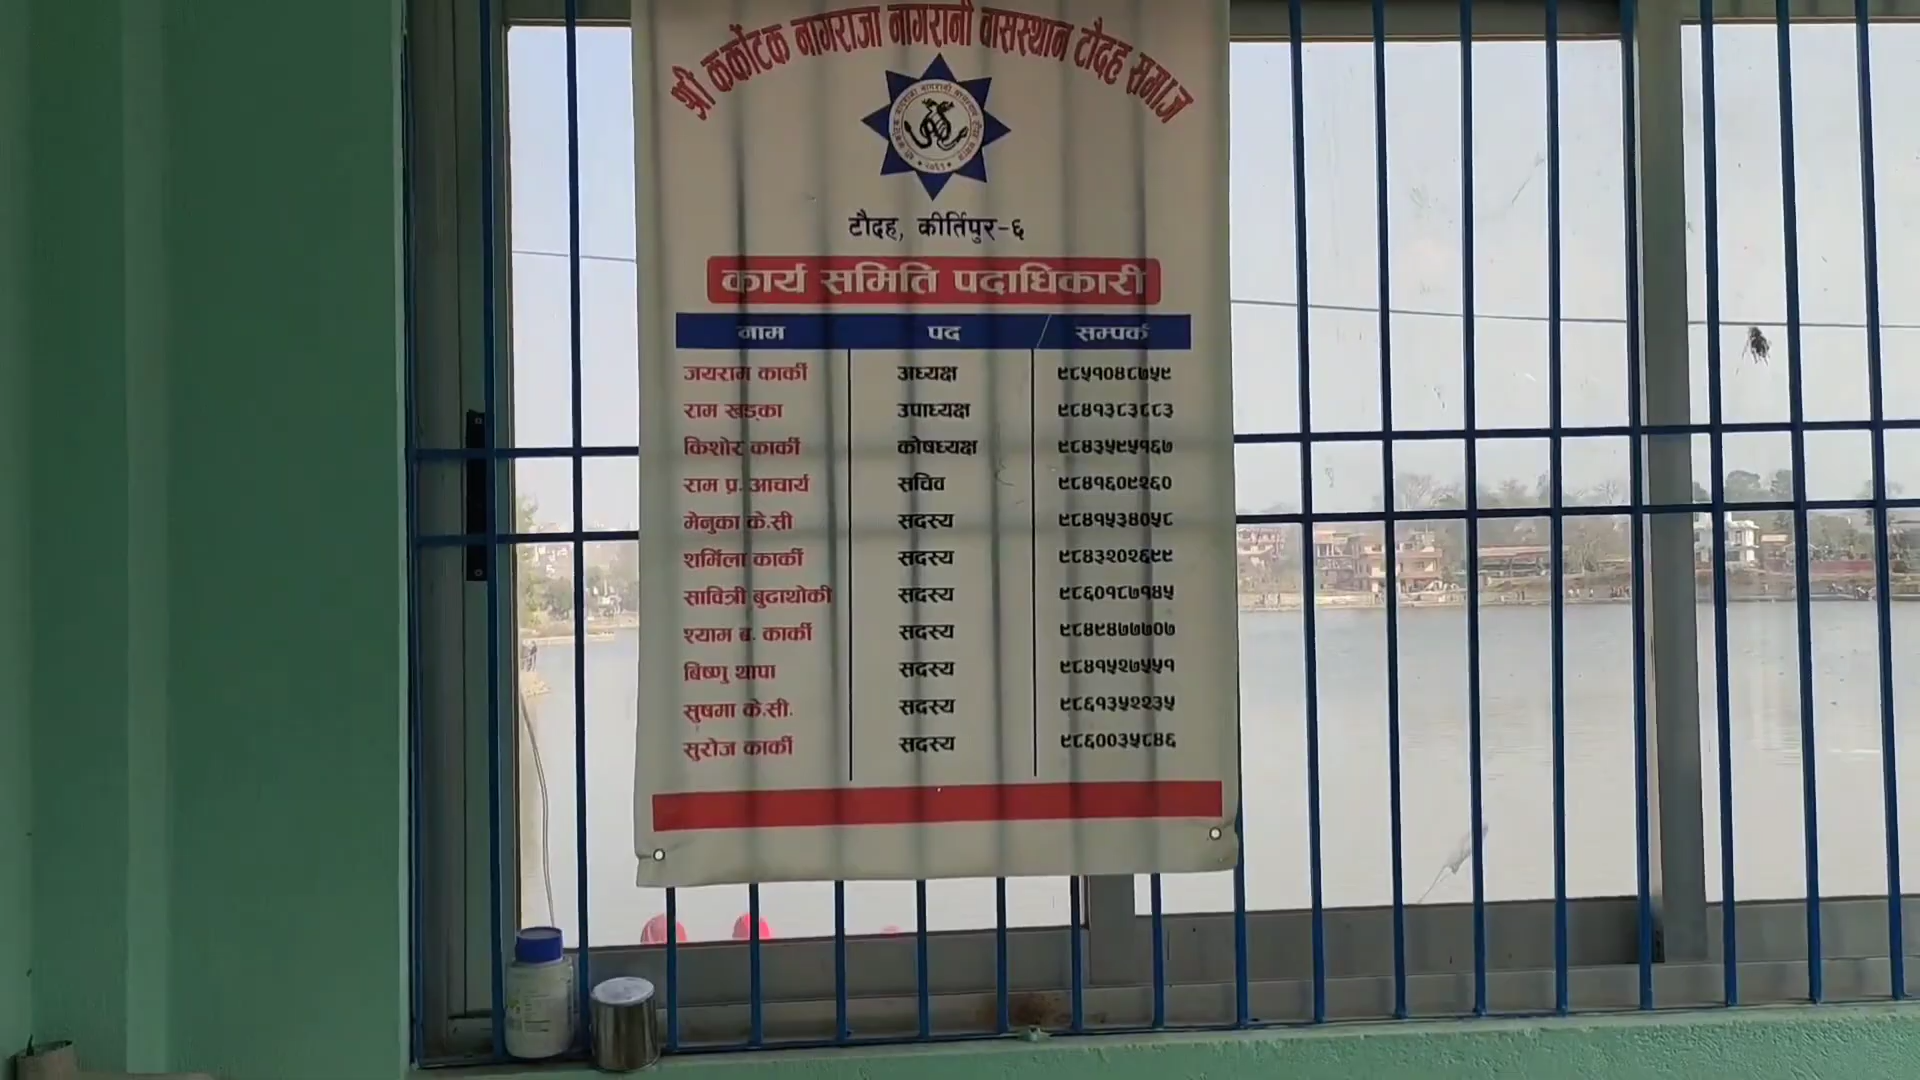 श्री कर्कोटक नागराजा नागरानी वासस्थान टौदह समाज
टौदह, कीर्तिपुर-६
कार्य समिति पदाधिकारी
नाम पद सम्पर्क
जयराम कार्की अध्यक्ष ९८५१०४८७५९
राम खड्का उपाध्यक्ष ९८४१३८३८८३
किशोर कार्की कोषध्यक्ष ९८४३५९५१६७
राम प्र. आचार्य सचिव ९८४१६०९२६०
मेनुका के.सी सदस्य ९८४१५३४०५८
शर्मिला कार्की सदस्य ९८४३२०२६९९
सावित्री बुढाथोकी सदस्य ९८६०१८७१४५
श्याम ब. कार्की सदस्य ९८४९४७७७०७
बिष्णु थापा सदस्य ९८४१५२७५५१
सुषमा के.सी. सदस्य ९८६१३५२२३५
सुरोज कार्की सदस्य ९८६००३५८४६